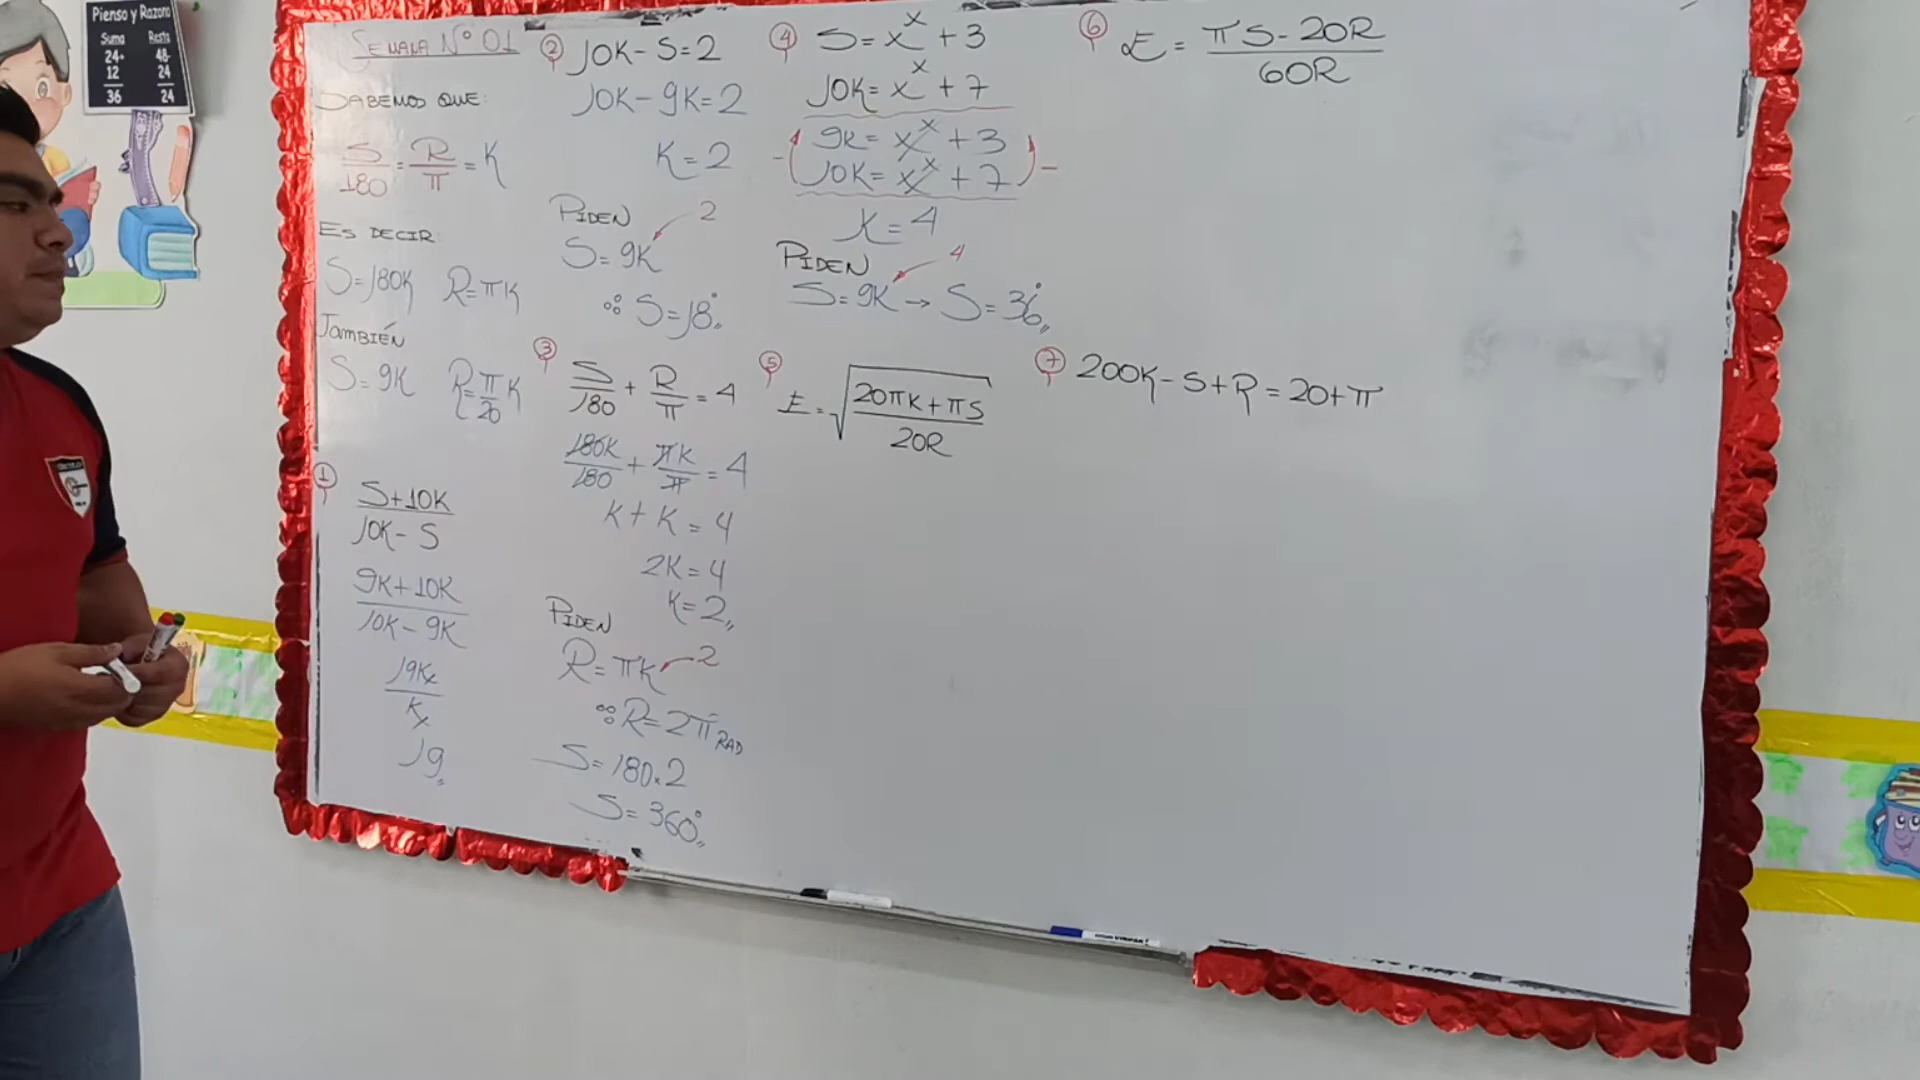 Pienso y Razono
Suma Resta
24+ 48-
12 24
36 24
SEMANA N° 01
SABEMOS QUE:
S/180 = R/π = K
ES DECIR:
S=180K R=πK
También
S=9K R=π/20 K
①
S+10K / 10K-S
9K+10K / 10K-9K
19K / K
19,,
② 10K-S=2
10K-9K=2
K=2
PIDEN 2
S=9K
∴ S=18°,,
③ S/180 + R/π = 4
180K/180 + πK/π = 4
K+K=4
2K=4
K=2,,
PIDEN
R=πK 2
∴ R=2π RAD
S=180.2
S=360°,,
④ S=x^x+3
10K=x^x+7
9K=x^x+3
- 10K=x^x+7 -
K=4
PIDEN 4
S=9K → S=36°,,
⑤ E=√(20πK+πS / 20R)
⑥ E = πS-20R / 60R
⑦ 200K-S+R=20+π